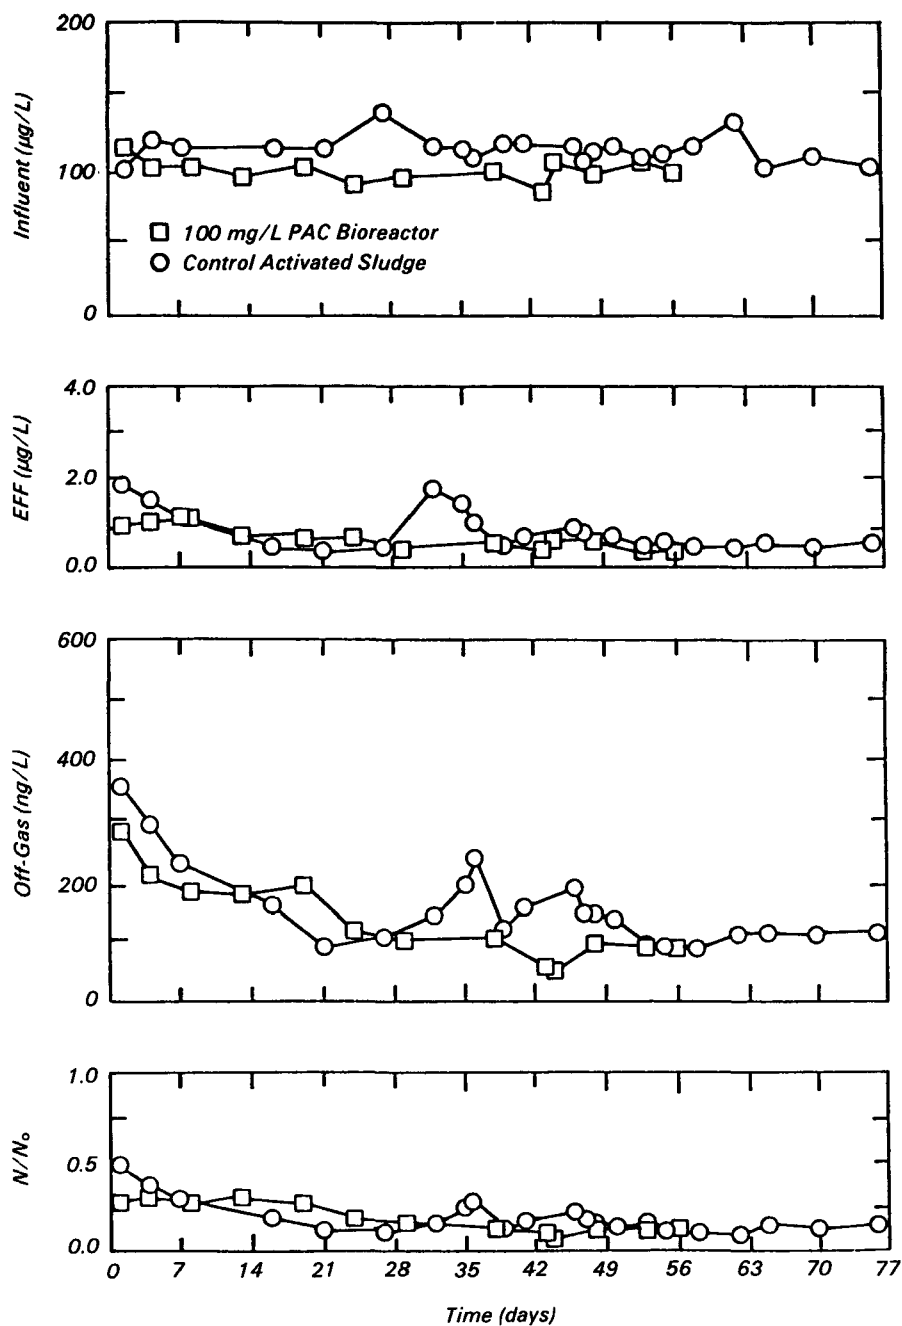 200
Influent (µg/L)
100
□ 100 mg/L PAC Bioreactor
○ Control Activated Sludge
0
4.0
EFF (µg/L)
2.0
0.0
600
400
Off-Gas (ng/L)
200
0
1.0
N/N₀
0.5
0.0
0 7 14 21 28 35 42 49 56 63 70 77
Time (days)